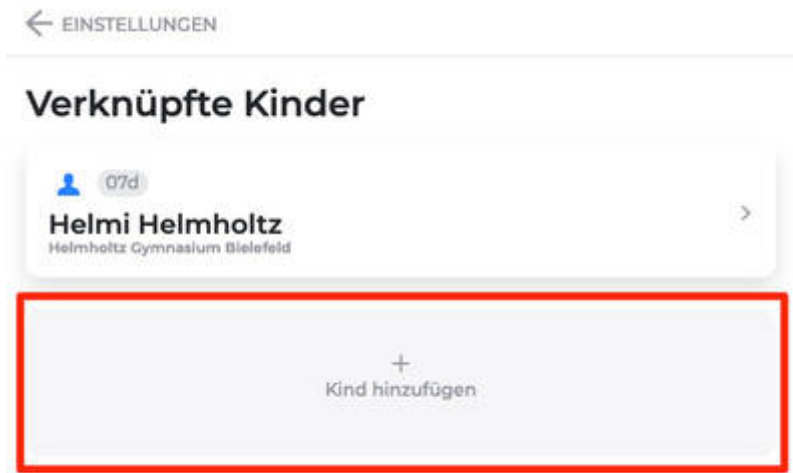 ← EINSTELLUNGEN
Verknüpfte Kinder
07d
Helmi Helmholtz
Helmholtz Gymnasium Bielefeld
+
Kind hinzufügen